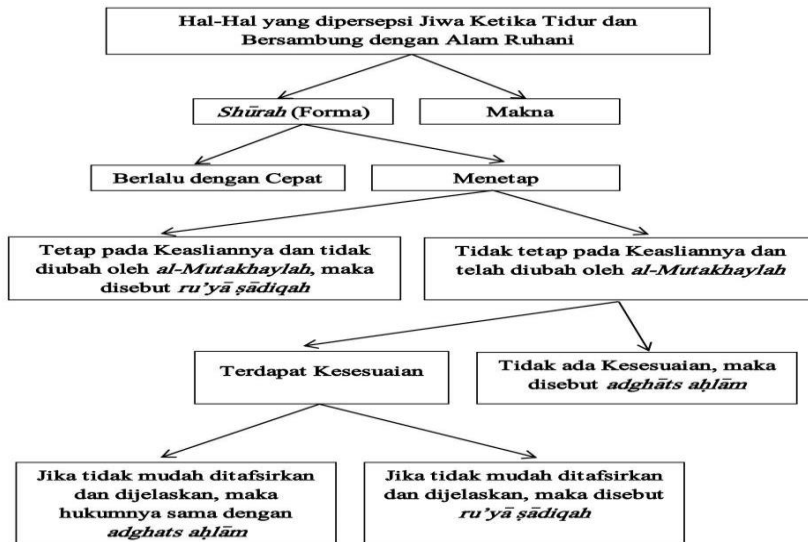 Hal-Hal yang dipersepsi Jiwa Ketika Tidur dan
Bersambung dengan Alam Ruhani
Shūrah (Forma)
Makna
Berlalu dengan Cepat
Menetap
Tetap pada Keasliannya dan tidak
diubah oleh al-Mutakhaylah, maka
disebut ru'yā ṣādiqah
Tidak tetap pada Keasliannya dan
telah diubah oleh al-Mutakhaylah
Terdapat Kesesuaian
Tidak ada Kesesuaian, maka
disebut adghāts aḥlām
Jika tidak mudah ditafsirkan
dan dijelaskan, maka
hukumnya sama dengan
adghats aḥlām
Jika tidak mudah ditafsirkan
dan dijelaskan, maka disebut
ru'yā ṣādiqah